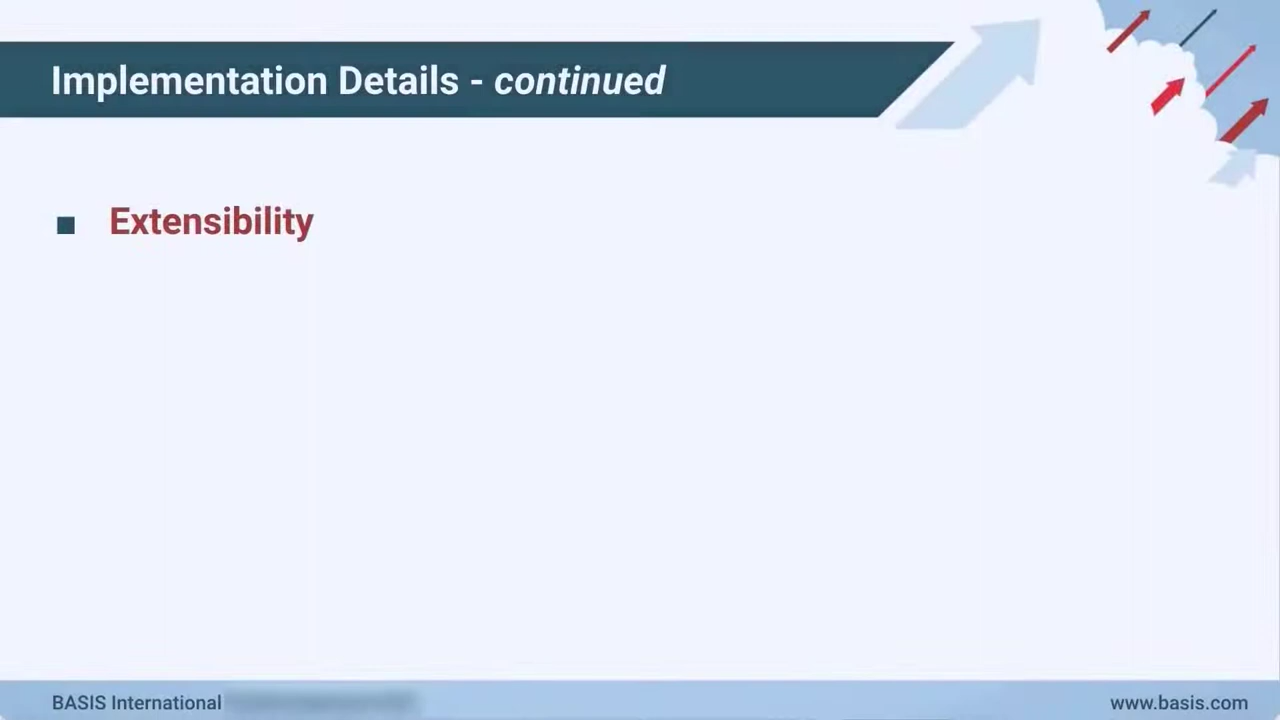 Implementation Details - continued
■ Extensibility
BASIS International
www.basis.com